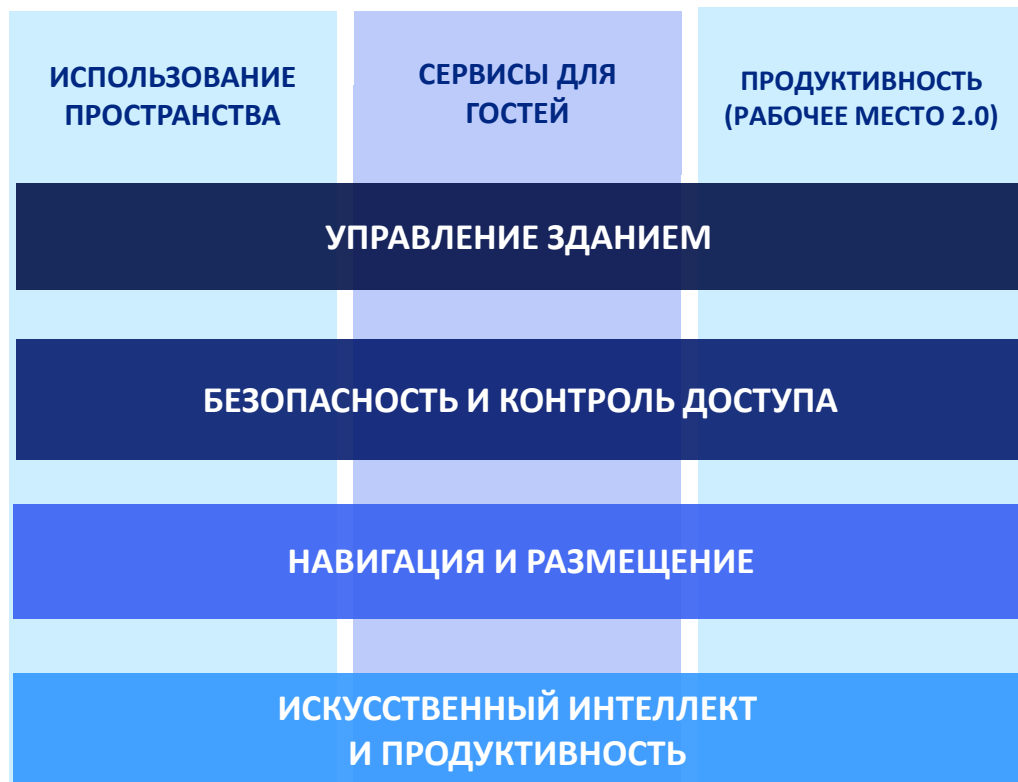 ИСПОЛЬЗОВАНИЕ
ПРОСТРАНСТВА
СЕРВИСЫ ДЛЯ
ГОСТЕЙ
ПРОДУКТИВНОСТЬ
(РАБОЧЕЕ МЕСТО 2.0)
УПРАВЛЕНИЕ ЗДАНИЕМ
БЕЗОПАСНОСТЬ И КОНТРОЛЬ ДОСТУПА
НАВИГАЦИЯ И РАЗМЕЩЕНИЕ
ИСКУССТВЕННЫЙ ИНТЕЛЛЕКТ
И ПРОДУКТИВНОСТЬ